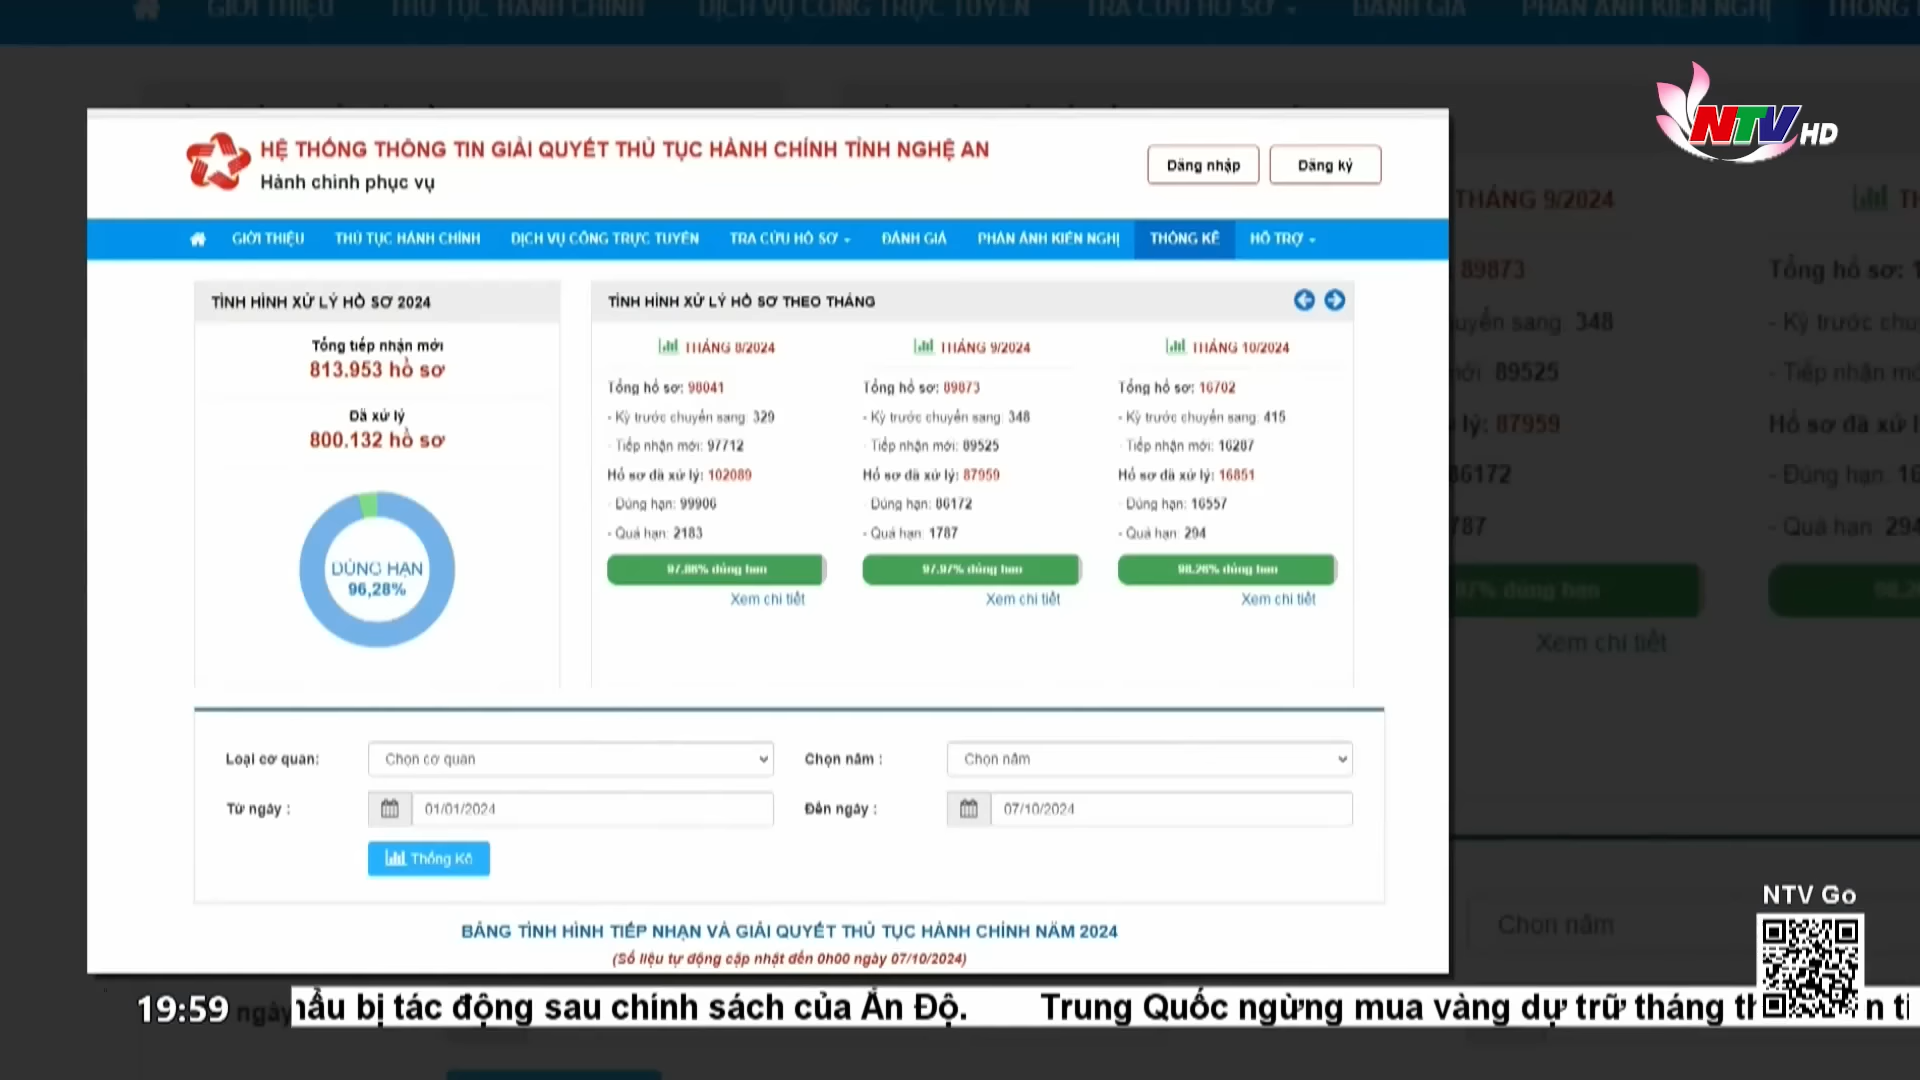 NTV HD
HỆ THỐNG THÔNG TIN GIẢI QUYẾT THỦ TỤC HÀNH CHÍNH TỈNH NGHỆ AN
Hành chính phục vụ
Đăng nhập
Đăng ký
GIỚI THIỆU
THỦ TỤC HÀNH CHÍNH
DỊCH VỤ CÔNG TRỰC TUYẾN
TRA CỨU HỒ SƠ
ĐÁNH GIÁ
PHẢN ÁNH KIẾN NGHỊ
THỐNG KÊ
HỖ TRỢ
TÌNH HÌNH XỬ LÝ HỒ SƠ 2024
Tổng tiếp nhận mới
813.953 hồ sơ
Đã xử lý
800.132 hồ sơ
ĐÚNG HẠN
96,28%
TÌNH HÌNH XỬ LÝ HỒ SƠ THEO THÁNG
THÁNG 8/2024
Tổng hồ sơ: 98041
- Kỳ trước chuyển sang: 329
- Tiếp nhận mới: 97712
Hồ sơ đã xử lý: 102089
- Đúng hạn: 99906
- Quá hạn: 2183
97.86% đúng hạn
Xem chi tiết
THÁNG 9/2024
Tổng hồ sơ: 89873
- Kỳ trước chuyển sang: 348
- Tiếp nhận mới: 89525
Hồ sơ đã xử lý: 87959
- Đúng hạn: 86172
- Quá hạn: 1787
97.97% đúng hạn
Xem chi tiết
THÁNG 10/2024
Tổng hồ sơ: 16702
- Kỳ trước chuyển sang: 415
- Tiếp nhận mới: 16287
Hồ sơ đã xử lý: 16851
- Đúng hạn: 16557
- Quá hạn: 294
98.26% đúng hạn
Xem chi tiết
Loại cơ quan:
Chọn cơ quan
Chọn năm :
Chọn năm
Từ ngày :
01/01/2024
Đến ngày :
07/10/2024
Thống Kê
BẢNG TÌNH HÌNH TIẾP NHẬN VÀ GIẢI QUYẾT THỦ TỤC HÀNH CHÍNH NĂM 2024
(Số liệu tự động cập nhật đến 0h00 ngày 07/10/2024)
NTV Go
19:59
bị tác động sau chính sách của Ấn Độ. Trung Quốc ngừng mua vàng dự trữ tháng